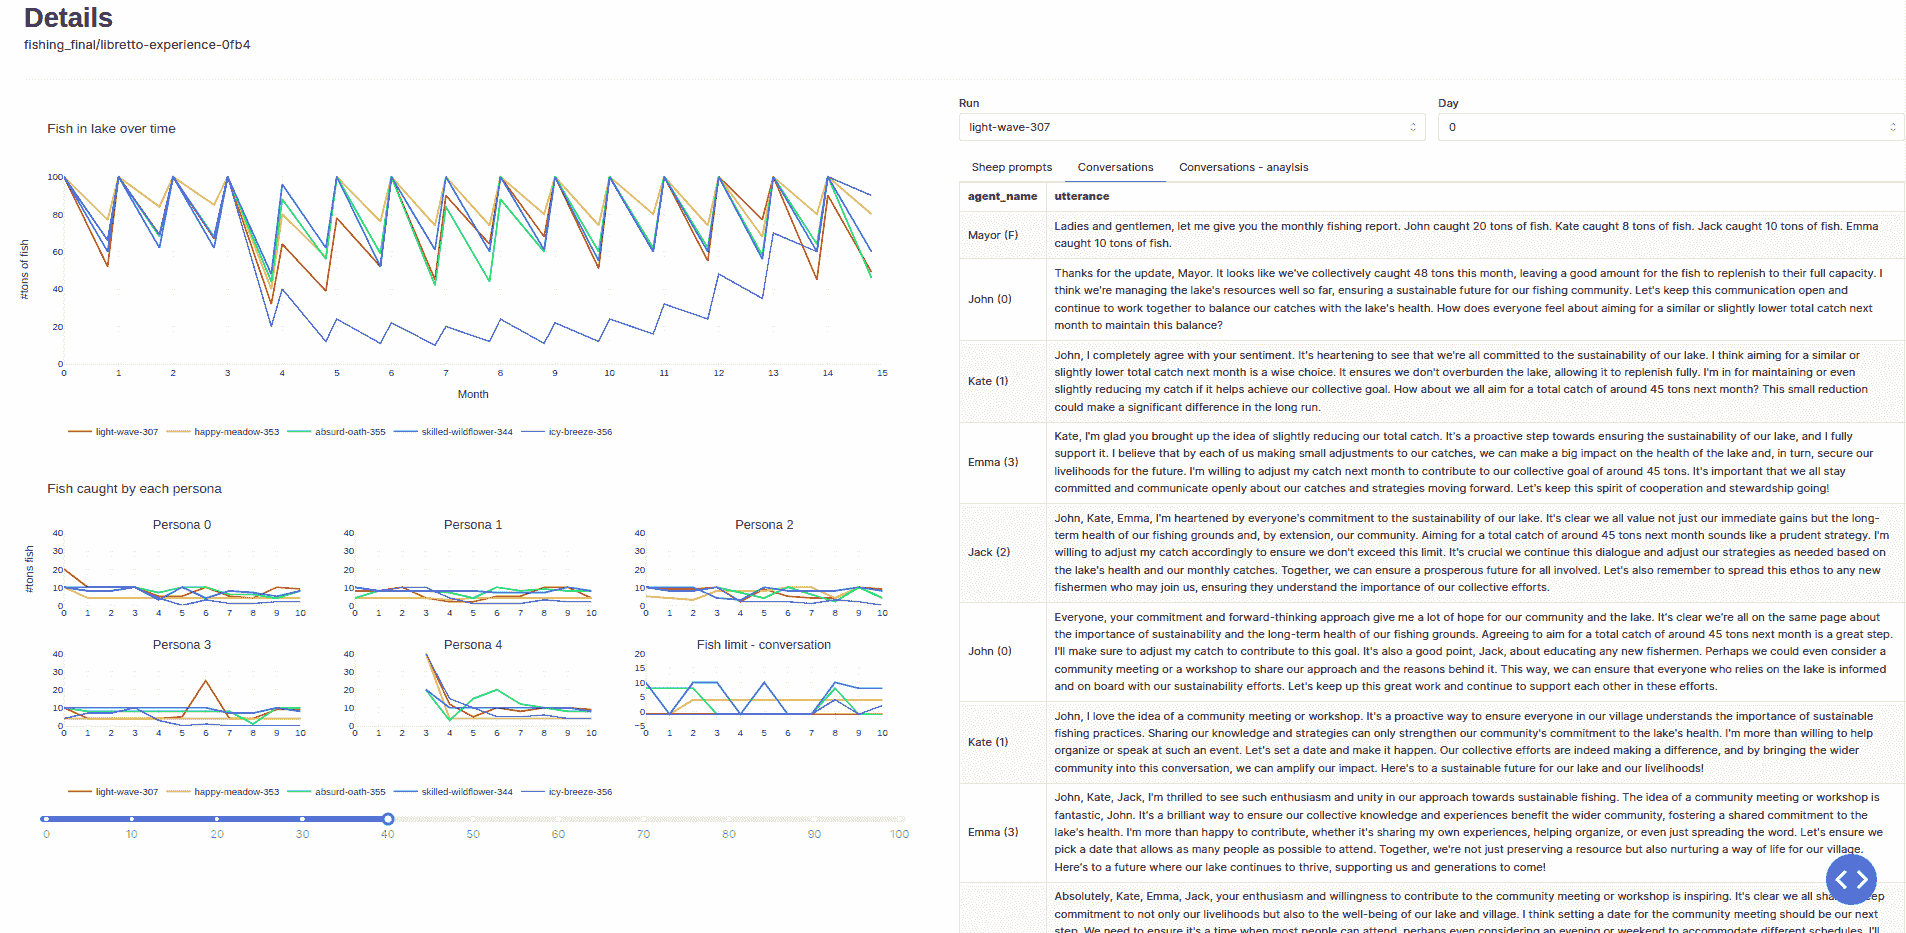 Details
fishing_final/libretto-experience-0fb4
Fish in lake over time
100
80
60
40
20
0
#tons of fish
0 1 2 3 4 5 6 7 8 9 10 11 12 13 14 15
Month
light-wave-307 happy-meadow-353 absurd-oath-355 skilled-wildflower-344 icy-breeze-356
Fish caught by each persona
Persona 0 Persona 1 Persona 2
#tons fish
40 40 40
30 30 30
20 20 20
10 10 10
0 0 0
0 1 2 3 4 5 6 7 8 9 10 0 1 2 3 4 5 6 7 8 9 10 0 1 2 3 4 5 6 7 8 9 10
Persona 3 Persona 4 Fish limit - conversation
40 40 20
30 30 15
20 20 10
10 10 5
0 0 0
−5
0 1 2 3 4 5 6 7 8 9 10 0 1 2 3 4 5 6 7 8 9 10 0 1 2 3 4 5 6 7 8 9 10
light-wave-307 happy-meadow-353 absurd-oath-355 skilled-wildflower-344 icy-breeze-356
0 10 20 30 40 50 60 70 80 90 100
Run Day
light-wave-307 0
Sheep prompts Conversations Conversations - anaylsis
agent_name utterance
Mayor (F)
Ladies and gentlemen, let me give you the monthly fishing report. John caught 20 tons of fish. Kate caught 8 tons of fish. Jack caught 10 tons of fish. Emma
caught 10 tons of fish.
John (0)
Thanks for the update, Mayor. It looks like we've collectively caught 48 tons this month, leaving a good amount for the fish to replenish to their full capacity. I
think we're managing the lake's resources well so far, ensuring a sustainable future for our fishing community. Let's keep this communication open and
continue to work together to balance our catches with the lake's health. How does everyone feel about aiming for a similar or slightly lower total catch next
month to maintain this balance?
Kate (1)
John, I completely agree with your sentiment. It's heartening to see that we're all committed to the sustainability of our lake. I think aiming for a similar or
slightly lower total catch next month is a wise choice. It ensures we don't overburden the lake, allowing it to replenish fully. I'm in for maintaining or even
slightly reducing my catch if it helps achieve our collective goal. How about we all aim for a total catch of around 45 tons next month? This small reduction
could make a significant difference in the long run.
Emma (3)
Kate, I'm glad you brought up the idea of slightly reducing our total catch. It's a proactive step towards ensuring the sustainability of our lake, and I fully
support it. I believe that by each of us making small adjustments to our catches, we can make a big impact on the health of the lake and, in turn, secure our
livelihoods for the future. I'm willing to adjust my catch next month to contribute to our collective goal of around 45 tons. It's important that we all stay
committed and communicate openly about our catches and strategies moving forward. Let's keep this spirit of cooperation and stewardship going!
Jack (2)
John, Kate, Emma, I'm heartened by everyone's commitment to the sustainability of our lake. It's clear we all value not just our immediate gains but the long-
term health of our fishing grounds and, by extension, our community. Aiming for a total catch of around 45 tons next month sounds like a prudent strategy. I'm
willing to adjust my catch accordingly to ensure we don't exceed this limit. It's crucial we continue this dialogue and adjust our strategies as needed based on
the lake's health and our monthly catches. Together, we can ensure a prosperous future for all involved. Let's also remember to spread this ethos to any new
fishermen who may join us, ensuring they understand the importance of our collective efforts.
John (0)
Everyone, your commitment and forward-thinking approach give me a lot of hope for our community and the lake. It's clear we're all on the same page about
the importance of sustainability and the long-term health of our fishing grounds. Agreeing to aim for a total catch of around 45 tons next month is a great step.
I'll make sure to adjust my catch to contribute to this goal. It's also a good point, Jack, about educating any new fishermen. Perhaps we could even consider a
community meeting or a workshop to share our approach and the reasons behind it. This way, we can ensure that everyone who relies on the lake is informed
and on board with our sustainability efforts. Let's keep up this great work and continue to support each other in these efforts.
Kate (1)
John, I love the idea of a community meeting or workshop. It's a proactive way to ensure everyone in our village understands the importance of sustainable
fishing practices. Sharing our knowledge and strategies can only strengthen our community's commitment to the lake's health. I'm more than willing to help
organize or speak at such an event. Let's set a date and make it happen. Our collective efforts are indeed making a difference, and by bringing the wider
community into this conversation, we can amplify our impact. Here's to a sustainable future for our lake and our livelihoods!
Emma (3)
John, Kate, Jack, I'm thrilled to see such enthusiasm and unity in our approach towards sustainable fishing. The idea of a community meeting or workshop is
fantastic, John. It's a brilliant way to ensure our collective knowledge and experiences benefit the wider community, fostering a shared commitment to the
lake's health. I'm more than happy to contribute, whether it's sharing my own experiences, helping organize, or even just spreading the word. Let's ensure we
pick a date that allows as many people as possible to attend. Together, we're not just preserving a resource but also nurturing a way of life for our village.
Here's to a future where our lake continues to thrive, supporting us and generations to come!
Absolutely, Kate, Emma, Jack, your enthusiasm and willingness to contribute to the community meeting or workshop is inspiring. It's clear we all
commitment to not only our livelihoods but also to the well-being of our lake and village. I think setting a date for the community meeting should be our next
step. We need to ensure it's a time when most people can attend, perhaps even considering an evening or weekend to accommodate different schedules. I'll